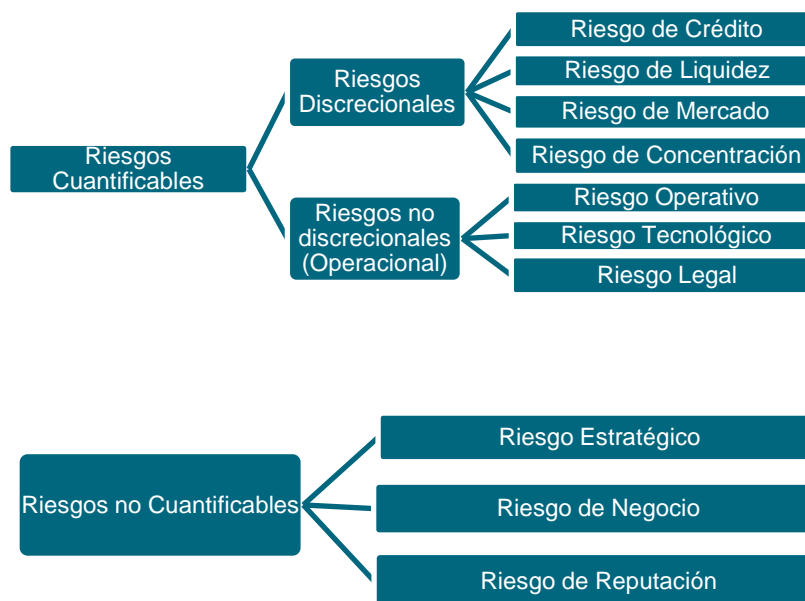 Riesgos
Cuantificables
Riesgos
Discrecionales
Riesgo de Crédito
Riesgo de Liquidez
Riesgo de Mercado
Riesgo de Concentración
Riesgos no
discrecionales
(Operacional)
Riesgo Operativo
Riesgo Tecnológico
Riesgo Legal
Riesgos no Cuantificables
Riesgo Estratégico
Riesgo de Negocio
Riesgo de Reputación